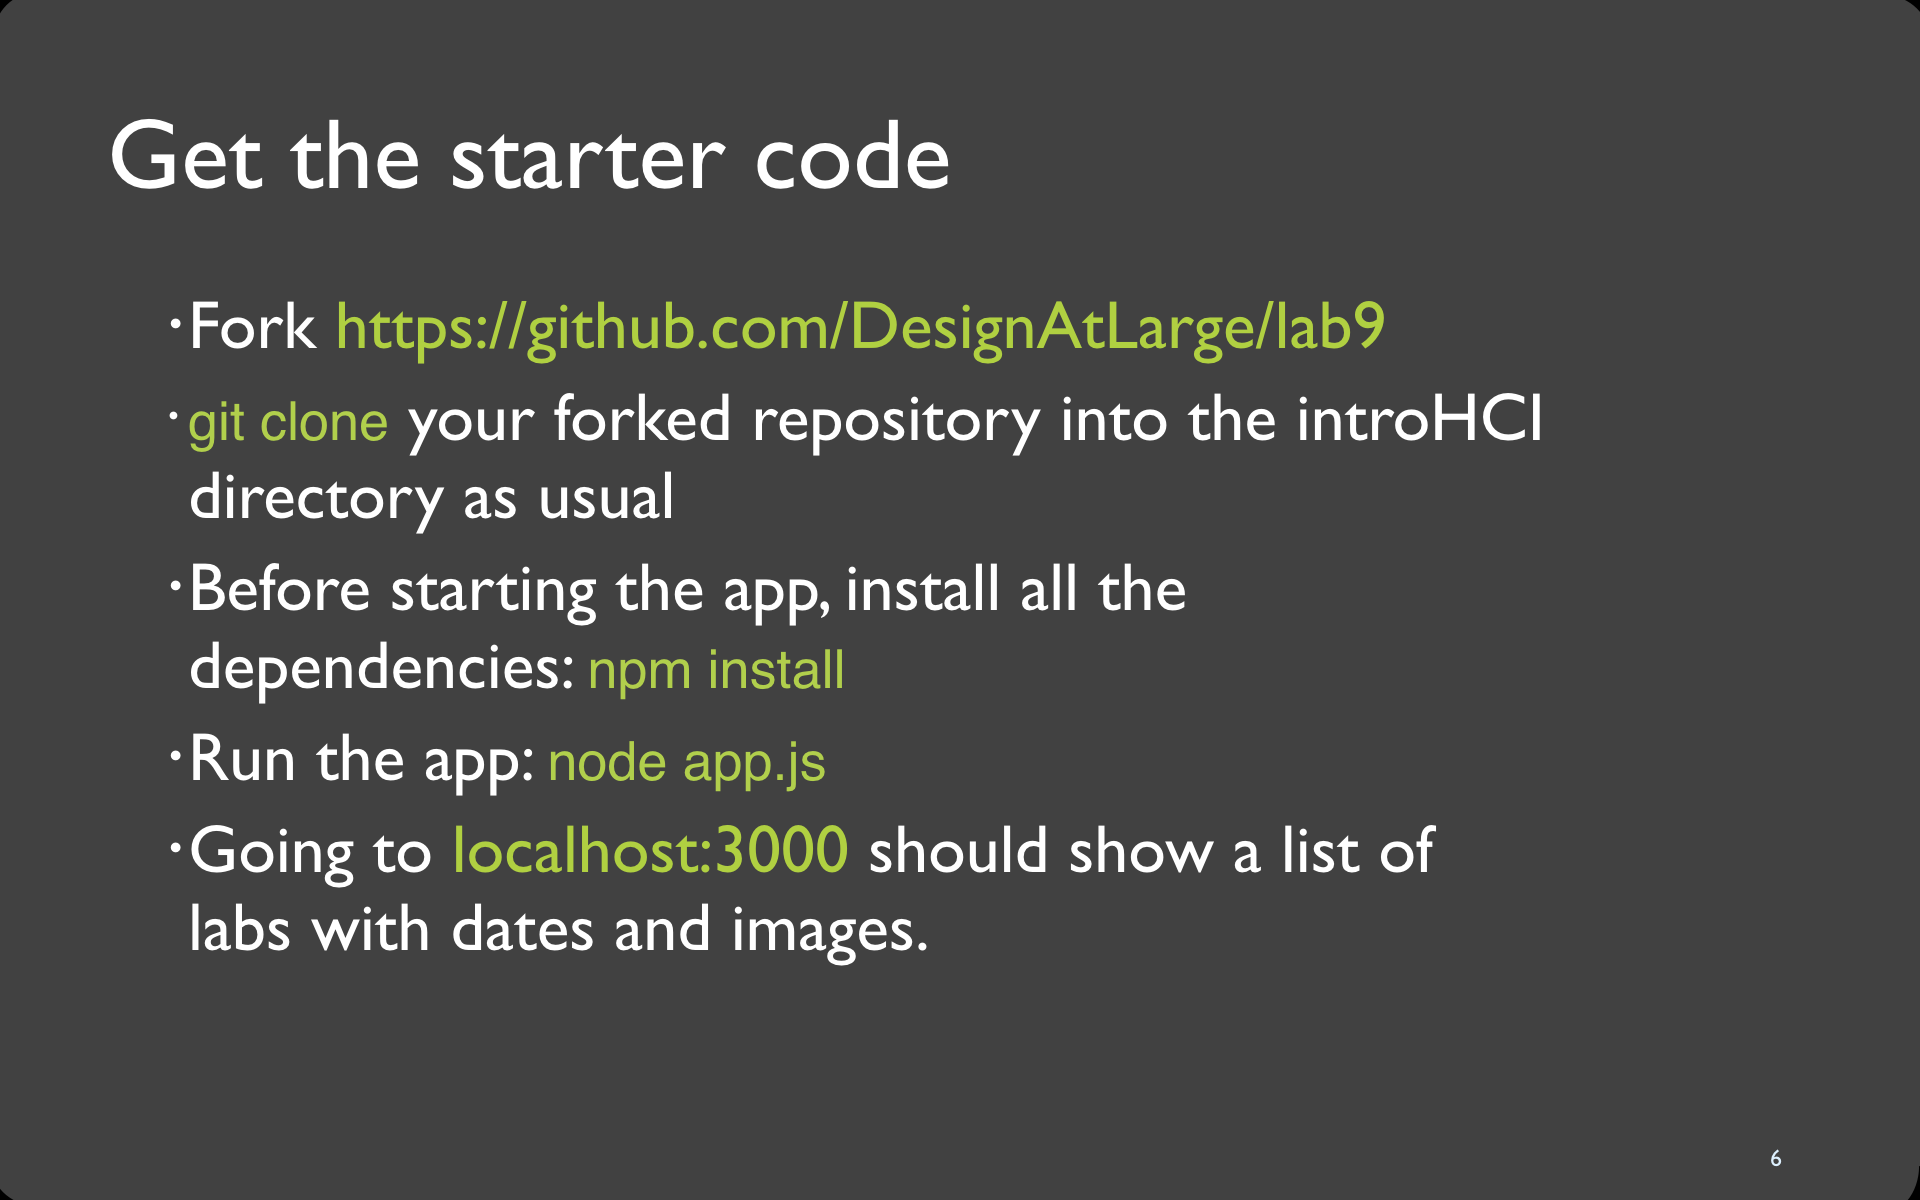 Get the starter code
•Fork https://github.com/DesignAtLarge/lab9
•git clone your forked repository into the introHCI
directory as usual
•Before starting the app, install all the
dependencies: npm install
•Run the app: node app.js
•Going to localhost:3000 should show a list of
labs with dates and images.
6